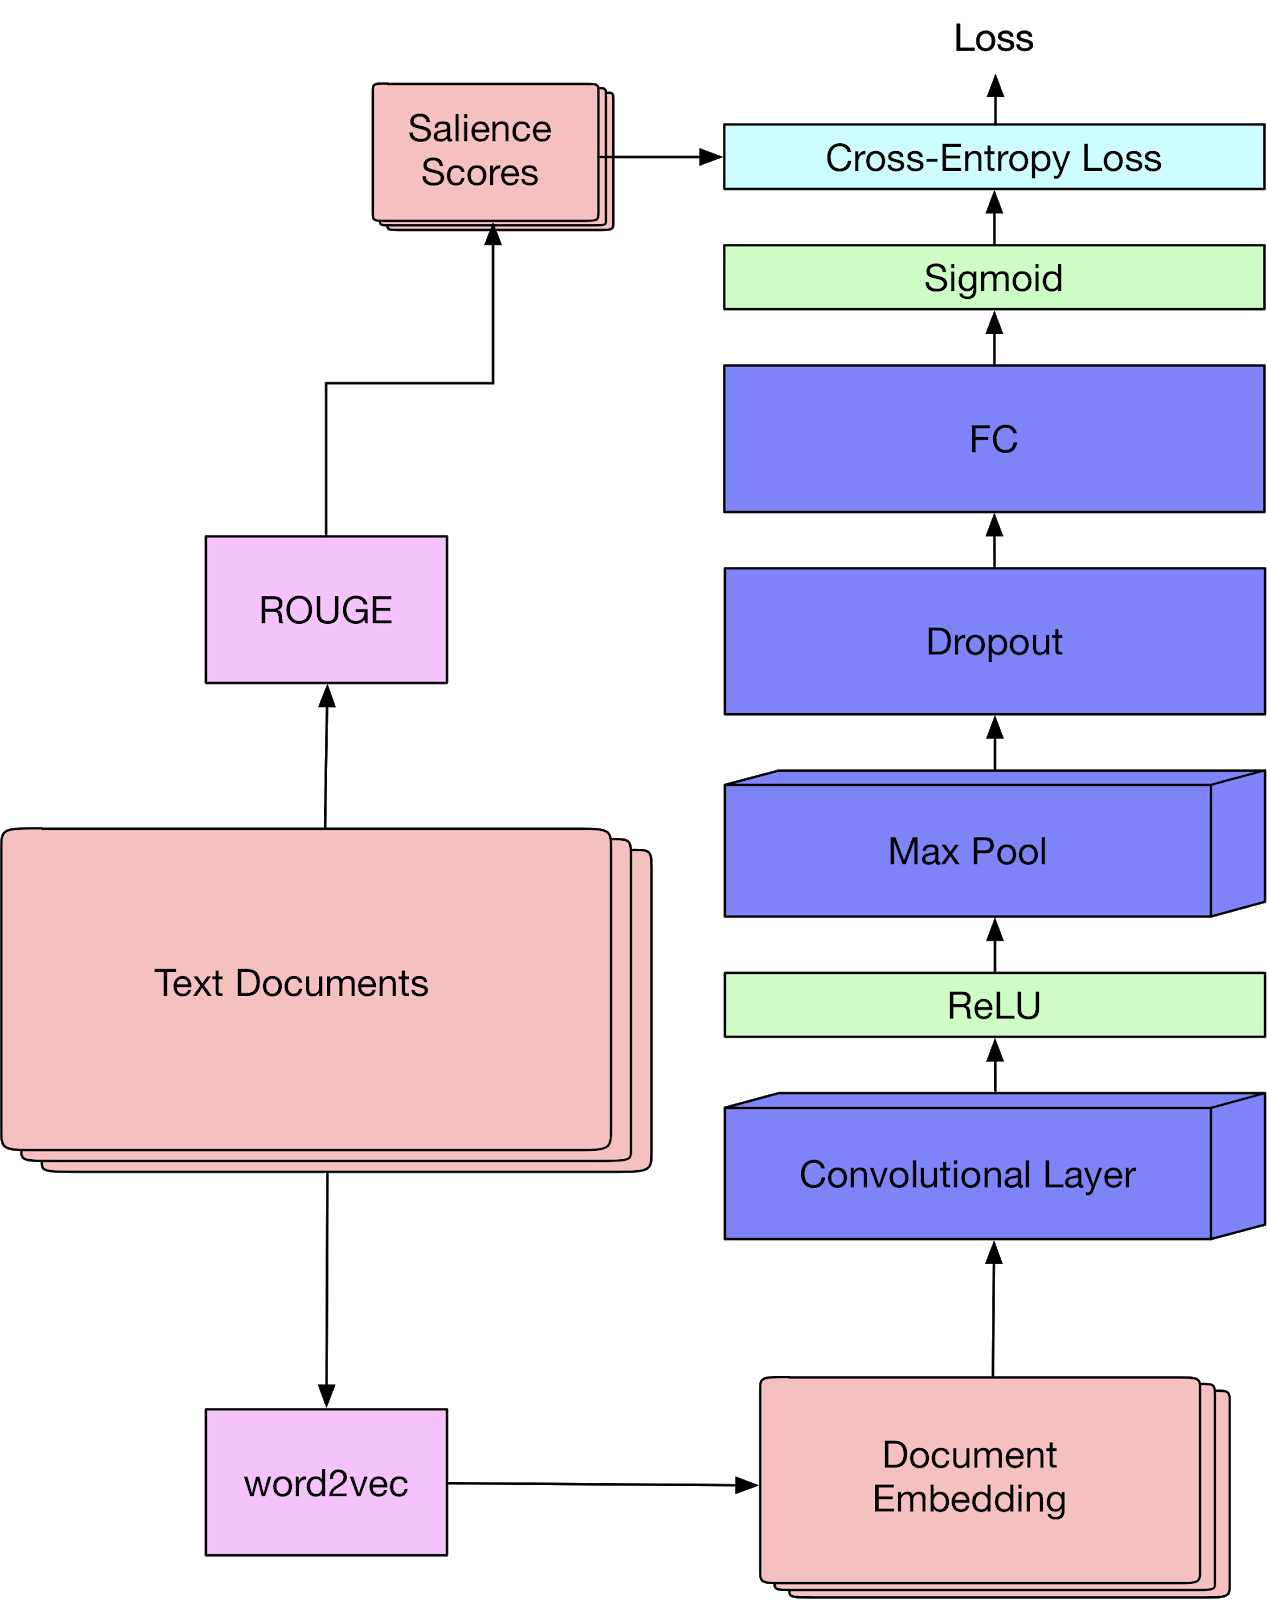 Loss
Salience
Scores
Cross-Entropy Loss
Sigmoid
FC
ROUGE
Dropout
Max Pool
Text Documents
ReLU
Convolutional Layer
word2vec
Document
Embedding